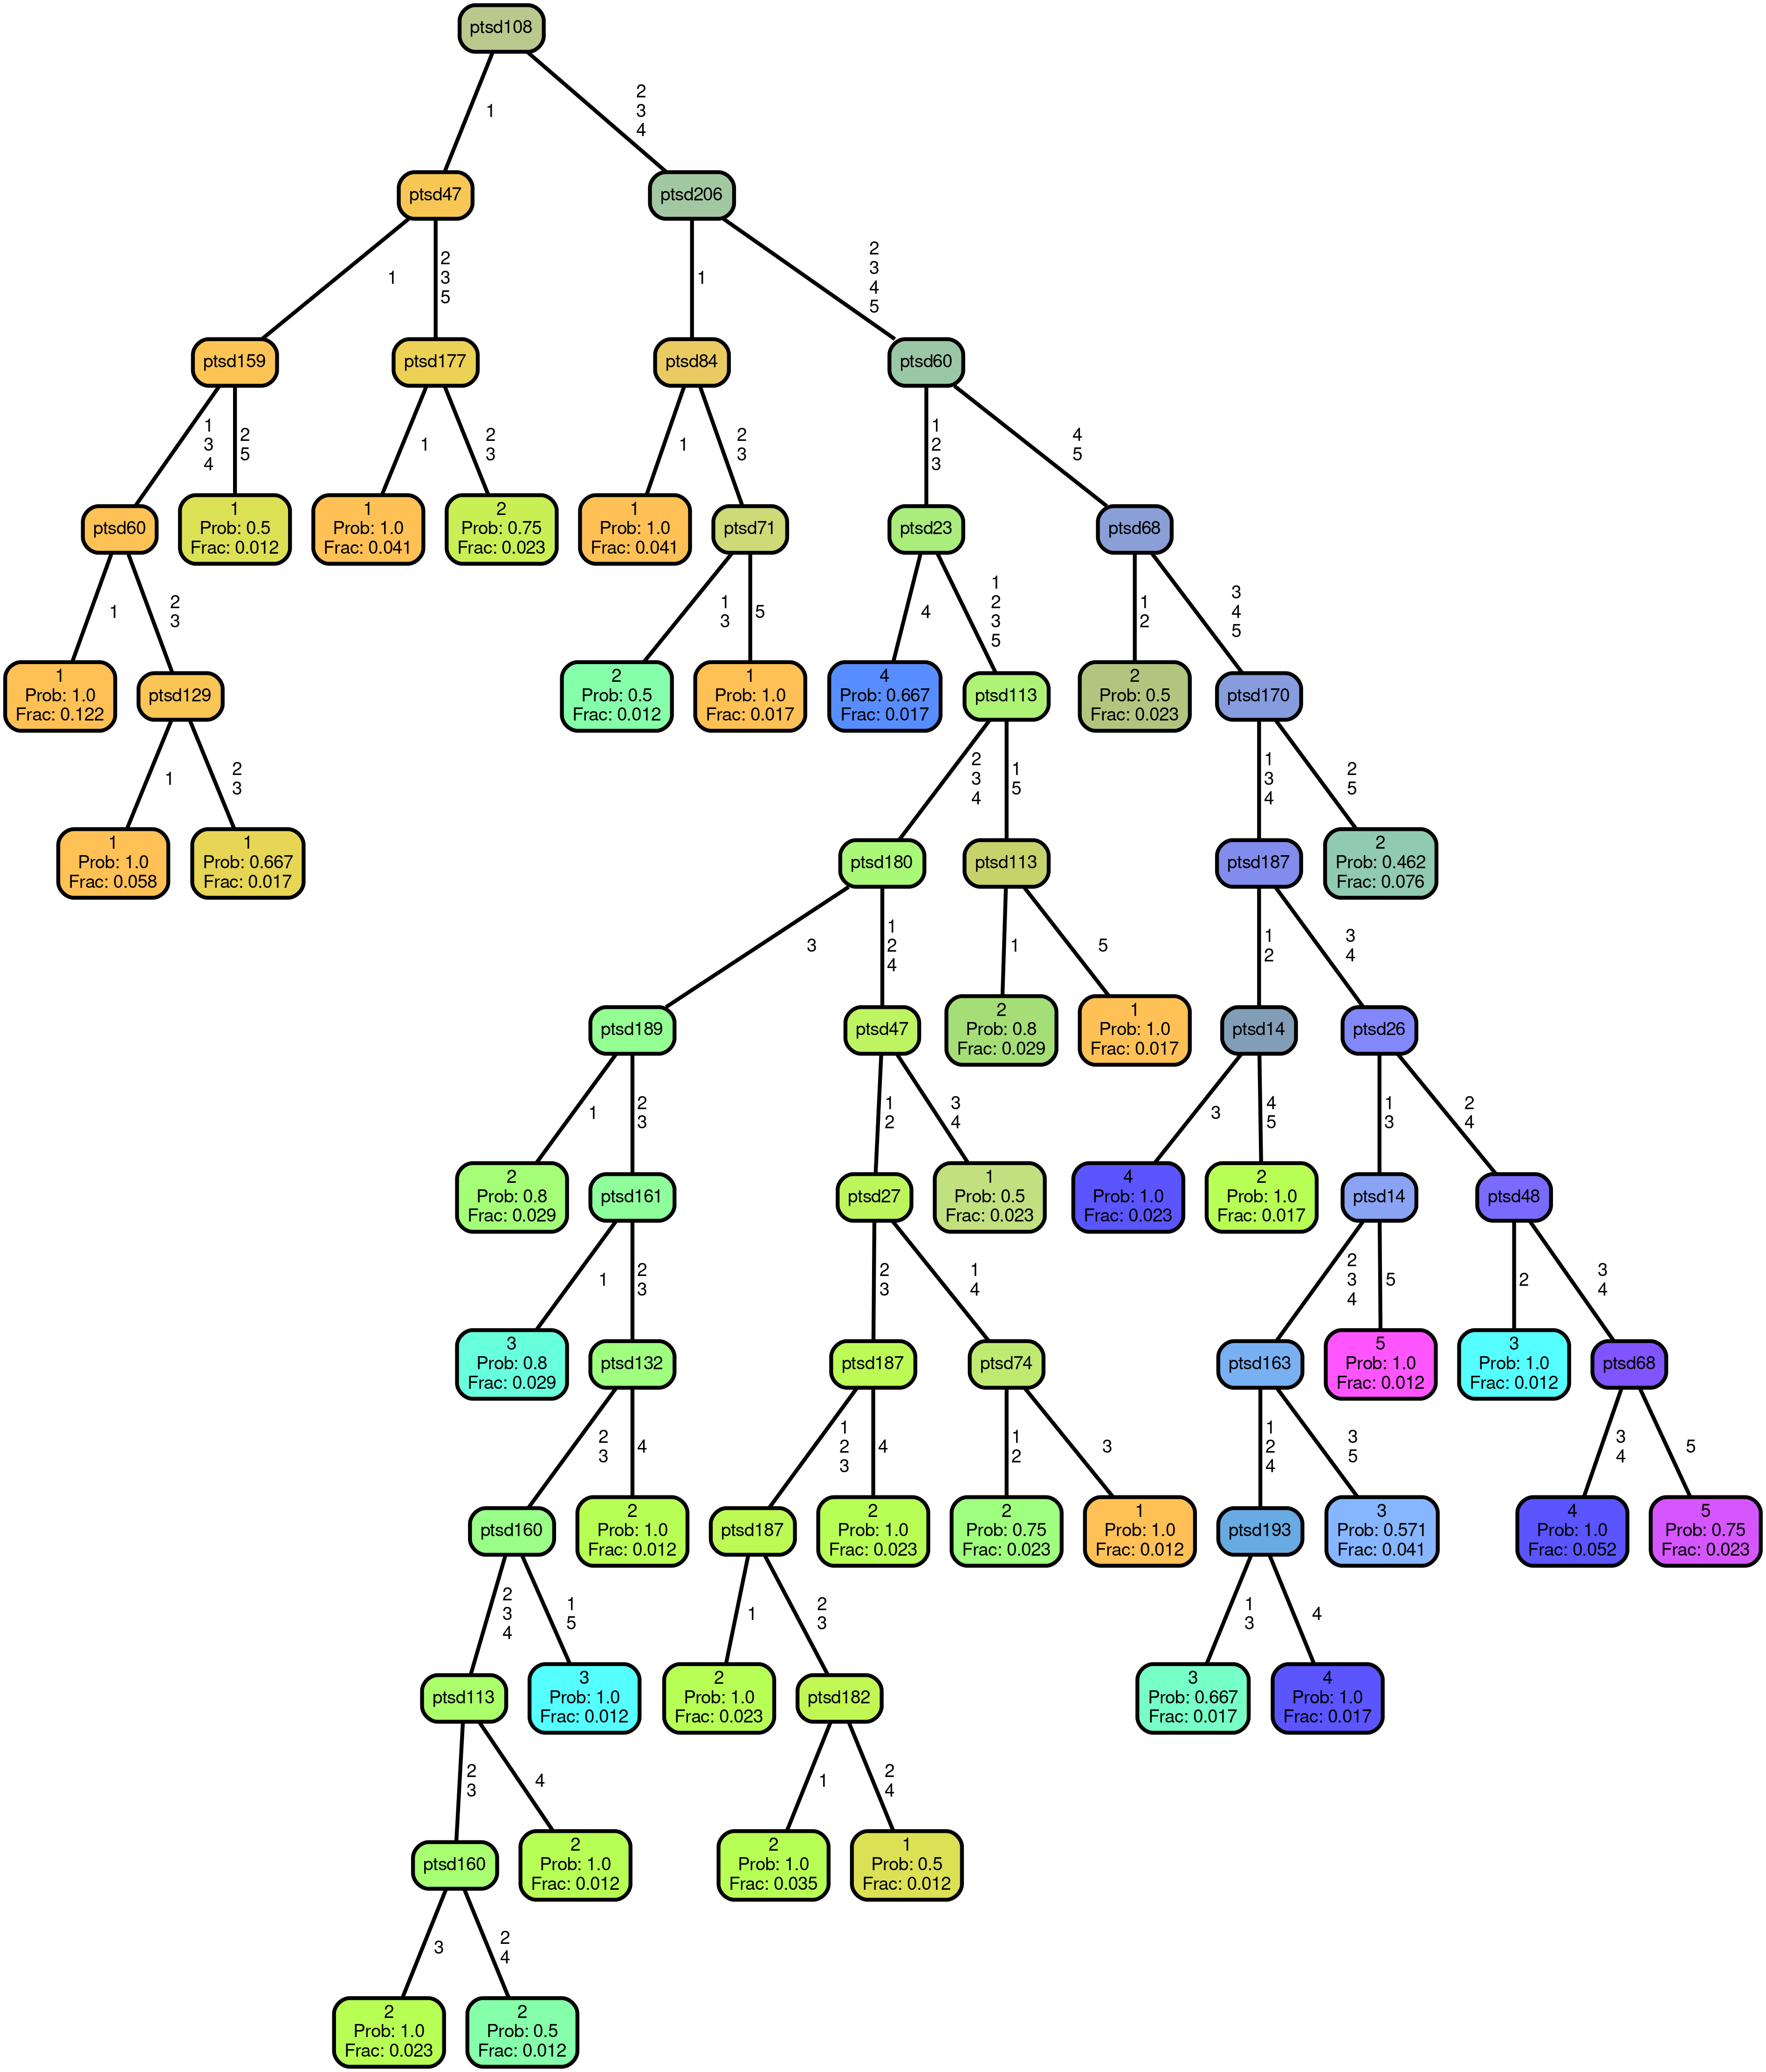 ptsd108
1
2
3
4
ptsd47
ptsd206
1
2
3
5
1
2
3
4
5
ptsd159
ptsd177
ptsd84
ptsd60
1
3
4
2
5
1
2
3
1
2
3
1
2
3
4
5
ptsd60
1
Prob: 0.5
Frac: 0.012
1
Prob: 1.0
Frac: 0.041
2
Prob: 0.75
Frac: 0.023
1
Prob: 1.0
Frac: 0.041
ptsd71
ptsd23
ptsd68
1
2
3
1
3
5
4
1
2
3
5
1
2
3
4
5
1
Prob: 1.0
Frac: 0.122
ptsd129
2
Prob: 0.5
Frac: 0.012
1
Prob: 1.0
Frac: 0.017
4
Prob: 0.667
Frac: 0.017
ptsd113
2
Prob: 0.5
Frac: 0.023
ptsd170
1
2
3
2
3
4
1
5
1
3
4
2
5
1
Prob: 1.0
Frac: 0.058
1
Prob: 0.667
Frac: 0.017
ptsd180
ptsd113
ptsd187
2
Prob: 0.462
Frac: 0.076
3
1
2
4
1
5
1
2
3
4
ptsd189
ptsd47
2
Prob: 0.8
Frac: 0.029
1
Prob: 1.0
Frac: 0.017
ptsd14
ptsd26
1
2
3
1
2
3
4
3
4
5
1
3
2
4
2
Prob: 0.8
Frac: 0.029
ptsd161
ptsd27
1
Prob: 0.5
Frac: 0.023
4
Prob: 1.0
Frac: 0.023
2
Prob: 1.0
Frac: 0.017
ptsd14
ptsd48
1
2
3
2
3
1
4
2
3
4
5
2
3
4
3
Prob: 0.8
Frac: 0.029
ptsd132
ptsd187
ptsd74
ptsd163
5
Prob: 1.0
Frac: 0.012
3
Prob: 1.0
Frac: 0.012
ptsd68
2
3
4
1
2
3
4
1
2
3
1
2
4
3
5
3
4
5
ptsd160
2
Prob: 1.0
Frac: 0.012
ptsd187
2
Prob: 1.0
Frac: 0.023
2
Prob: 0.75
Frac: 0.023
1
Prob: 1.0
Frac: 0.012
ptsd193
3
Prob: 0.571
Frac: 0.041
4
Prob: 1.0
Frac: 0.052
5
Prob: 0.75
Frac: 0.023
2
3
4
1
5
1
2
3
1
3
4
ptsd113
3
Prob: 1.0
Frac: 0.012
2
Prob: 1.0
Frac: 0.023
ptsd182
3
Prob: 0.667
Frac: 0.017
4
Prob: 1.0
Frac: 0.017
2
3
4
1
2
4
ptsd160
2
Prob: 1.0
Frac: 0.012
2
Prob: 1.0
Frac: 0.035
1
Prob: 0.5
Frac: 0.012
3
2
4
2
Prob: 1.0
Frac: 0.023
2
Prob: 0.5
Frac: 0.012